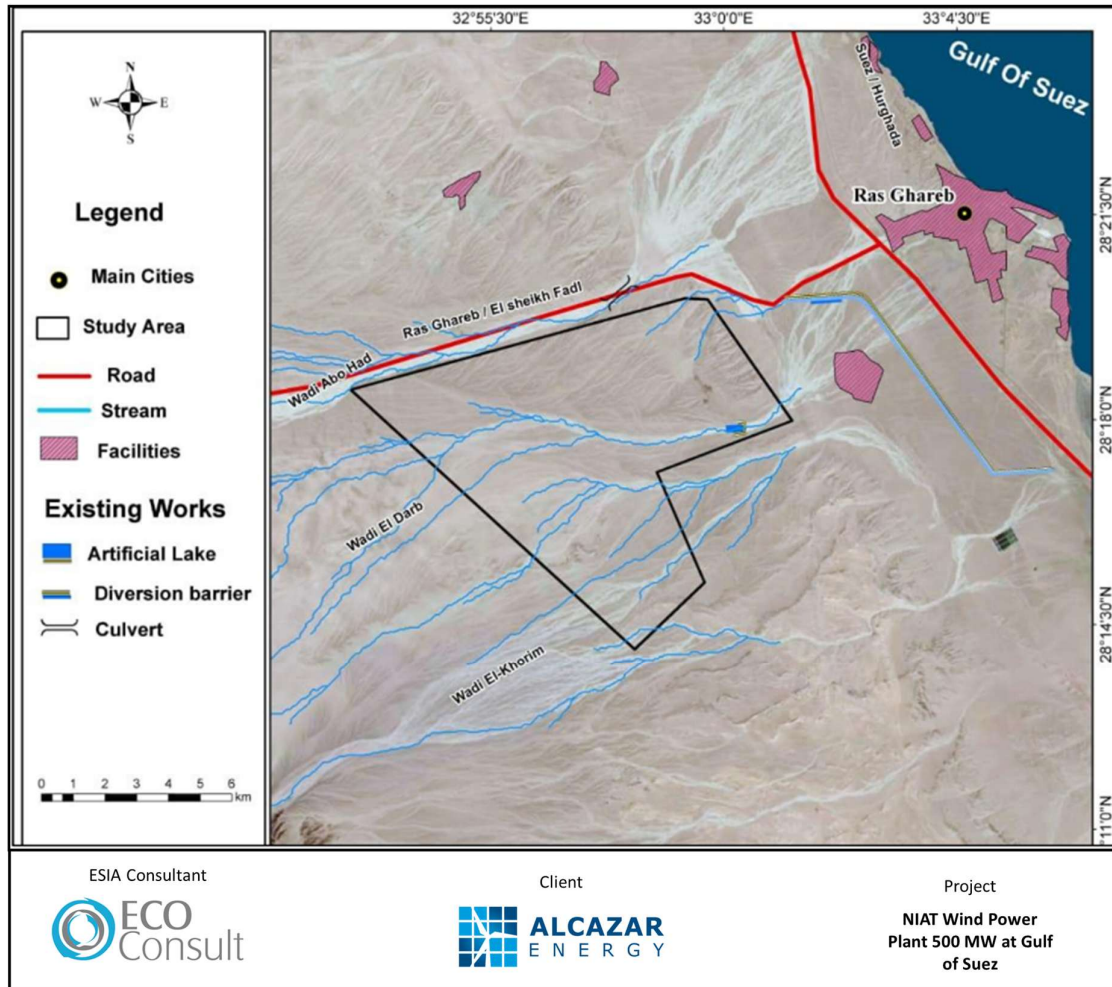 32°55'30"E
33°0'0"E
33°4'30"E
N
W
E
S
Legend
Main Cities
Study Area
Road
Stream
Facilities
Existing Works
Artificial Lake
Diversion barrier
Culvert
0 1 2 3 4 5 6
km
Gulf Of Suez
Suez / Hurghada
Ras Ghareb
Ras Ghareb / El sheikh Fadl
Wadi Abo Had
Wadi El Darb
Wadi El-Khorim
28°21'30"N
28°18'0"N
28°14'30"N
°11'0"N
ESIA Consultant
ECO
Consult
Client
ALCAZAR
ENERGY
Project
NIAT Wind Power
Plant 500 MW at Gulf
of Suez